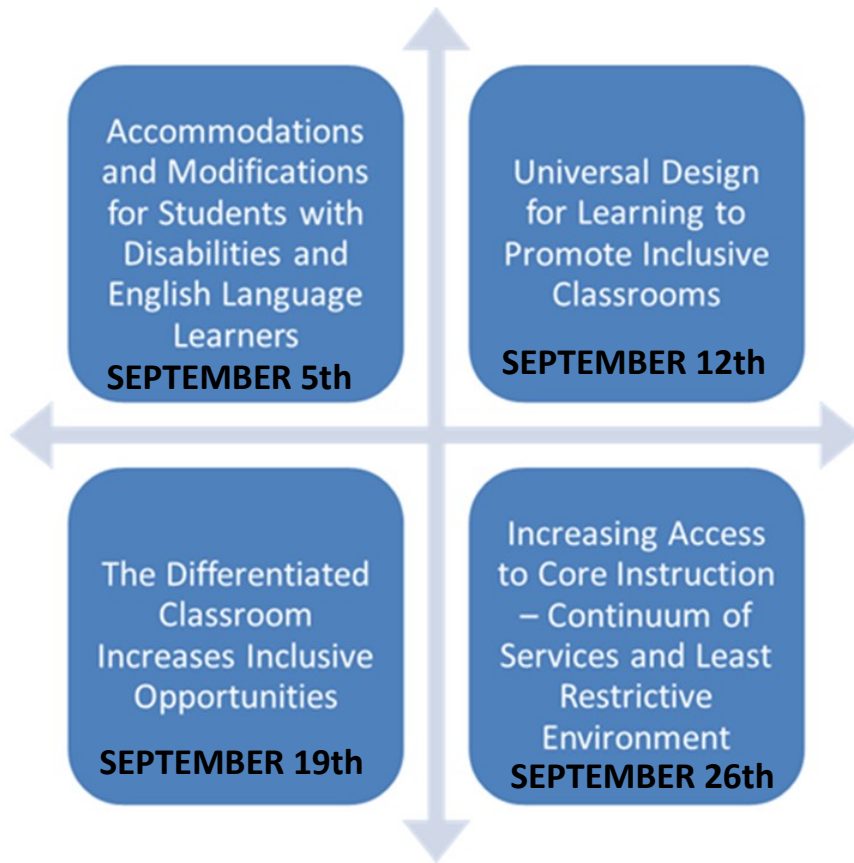 Accommodations
and Modifications
for Students with
Disabilities and
English Language
Learners
SEPTEMBER 5th
Universal Design
for Learning to
Promote Inclusive
Classrooms
SEPTEMBER 12th
The Differentiated
Classroom
Increases Inclusive
Opportunities
SEPTEMBER 19th
Increasing Access
to Core Instruction
– Continuum of
Services and Least
Restrictive
Environment
SEPTEMBER 26th